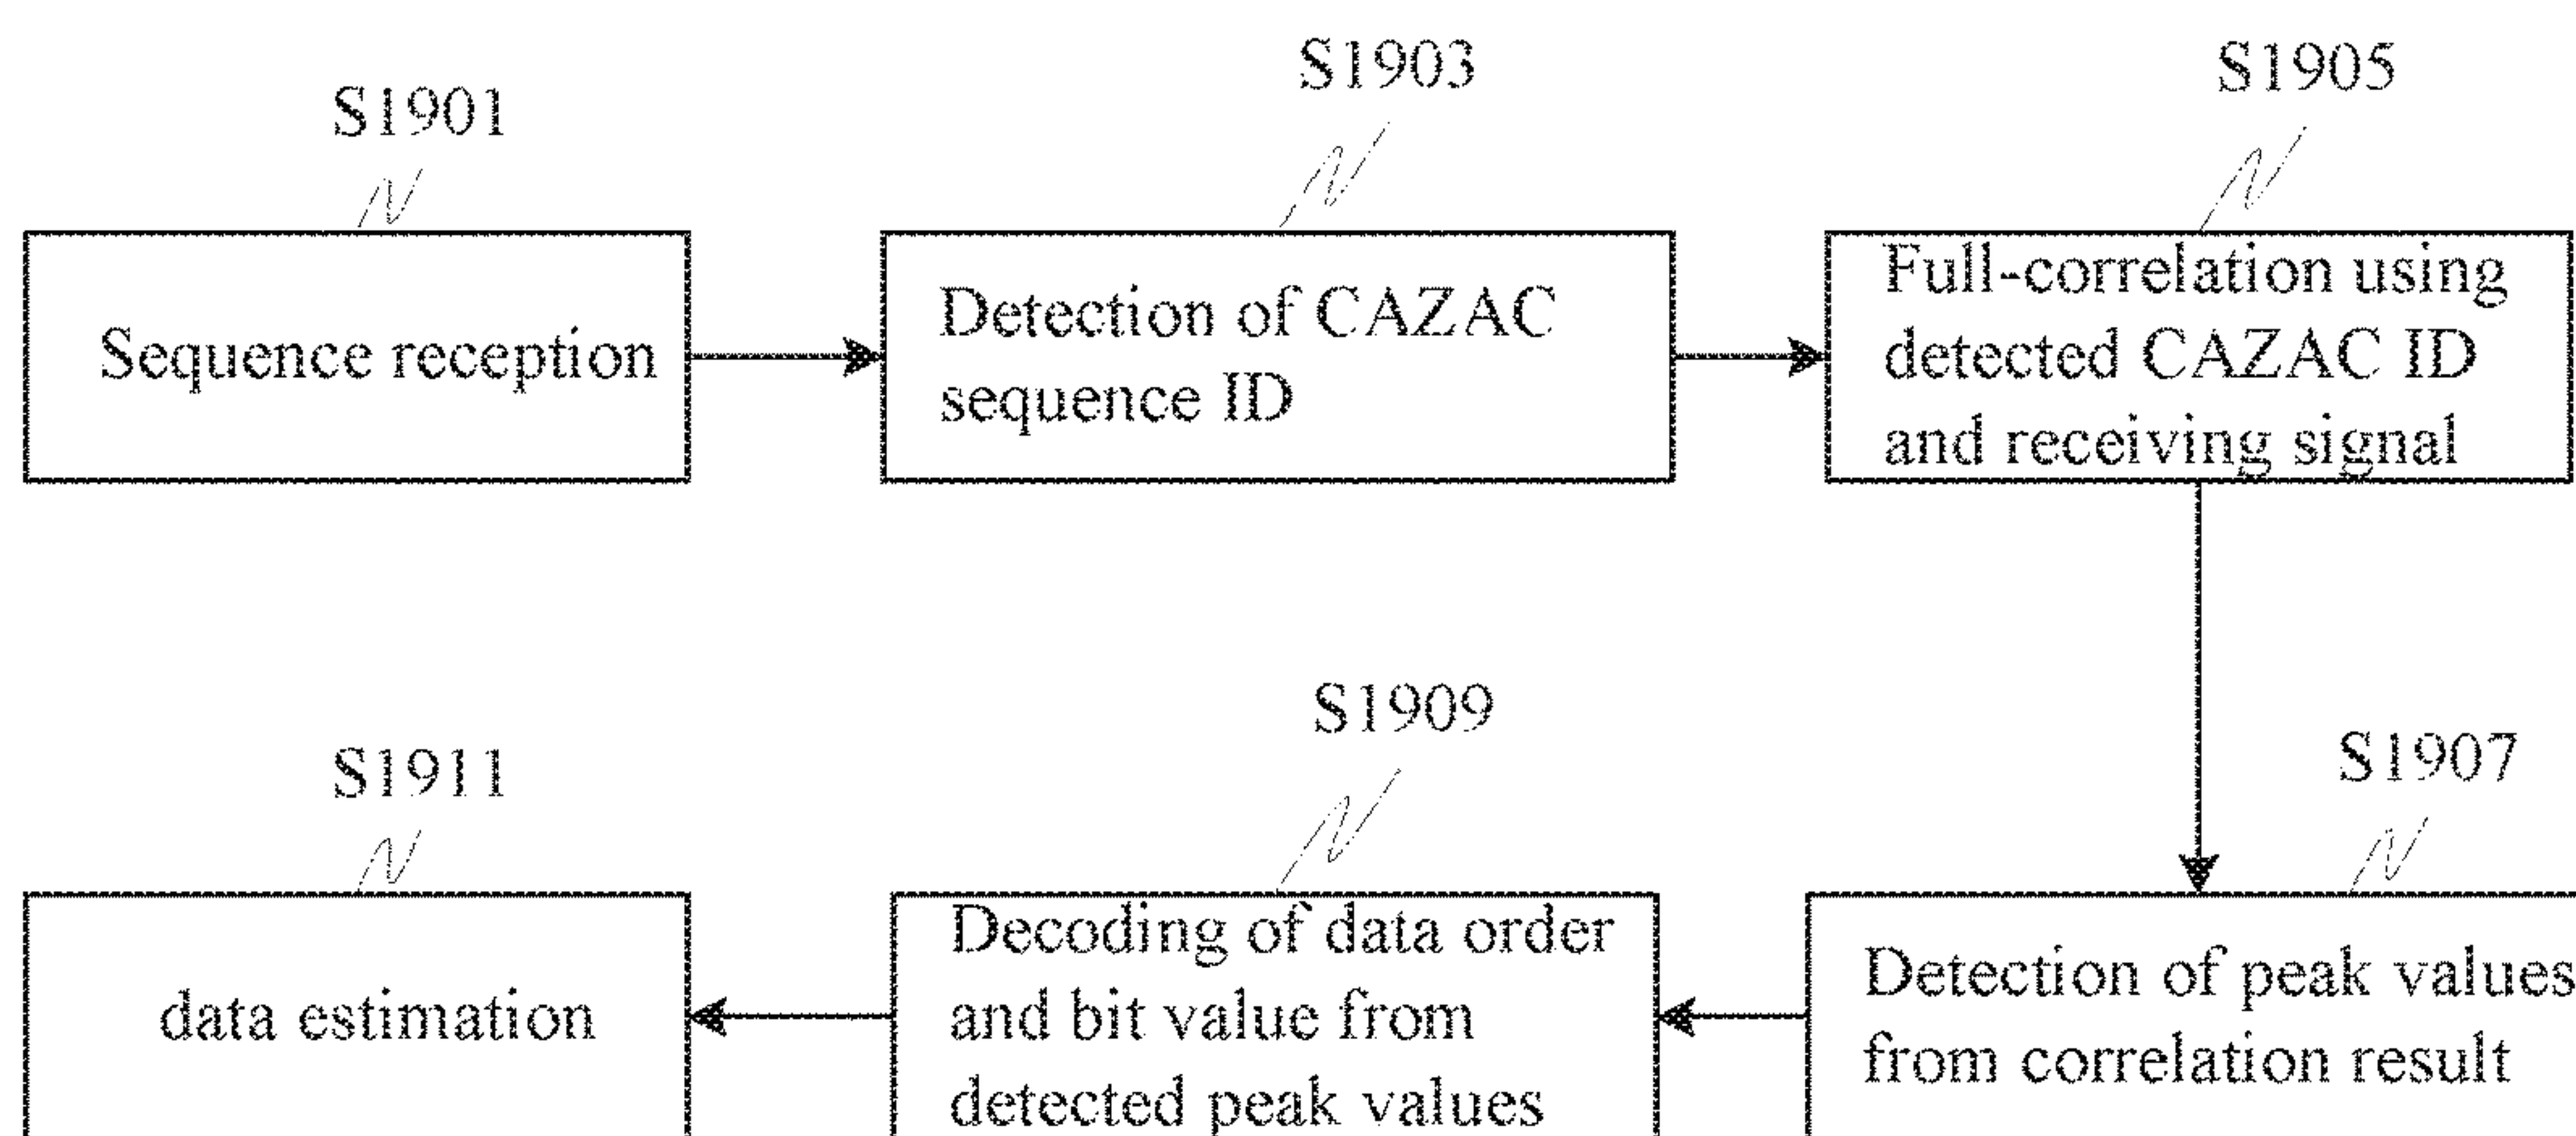 S1901
Sequence reception
S1903
Detection of CAZAC
sequence ID
S1905
Full-correlation using
detected CAZAC ID
and receiving signal
S1907
Detection of peak values
from correlation result
S1909
Decoding of data order
and bit value from
detected peak values
S1911
data estimation